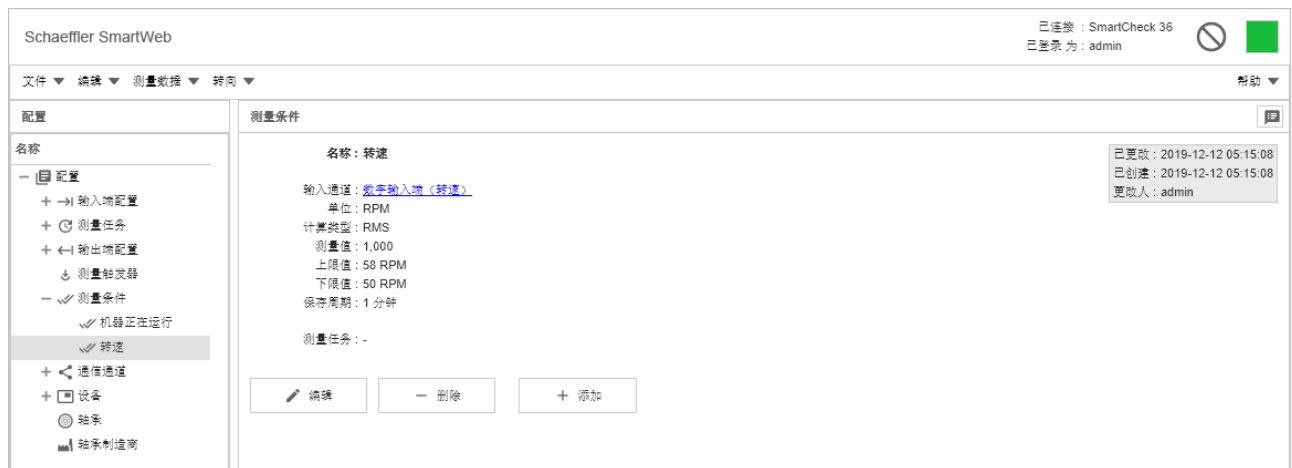 Schaeffler SmartWeb
已连接 : SmartCheck 36
已登录 为 : admin
文件 编辑 测量数据 转向 帮助
配置
测量条件
名称
名称 : 转速
已更改 : 2019-12-12 05:15:08
已创建 : 2019-12-12 05:15:08
更改人 : admin
配置
输入端配置
测量任务
输出端配置
测量触发器
测量条件
机器正在运行
转速
通信通道
设备
轴承
轴承制造商
输入通道 : 数字输入端（转速）
单位 : RPM
计算类型 : RMS
测量值 : 1,000
上限值 : 58 RPM
下限值 : 50 RPM
保存周期 : 1 分钟
测量任务 : -
编辑 删除 添加